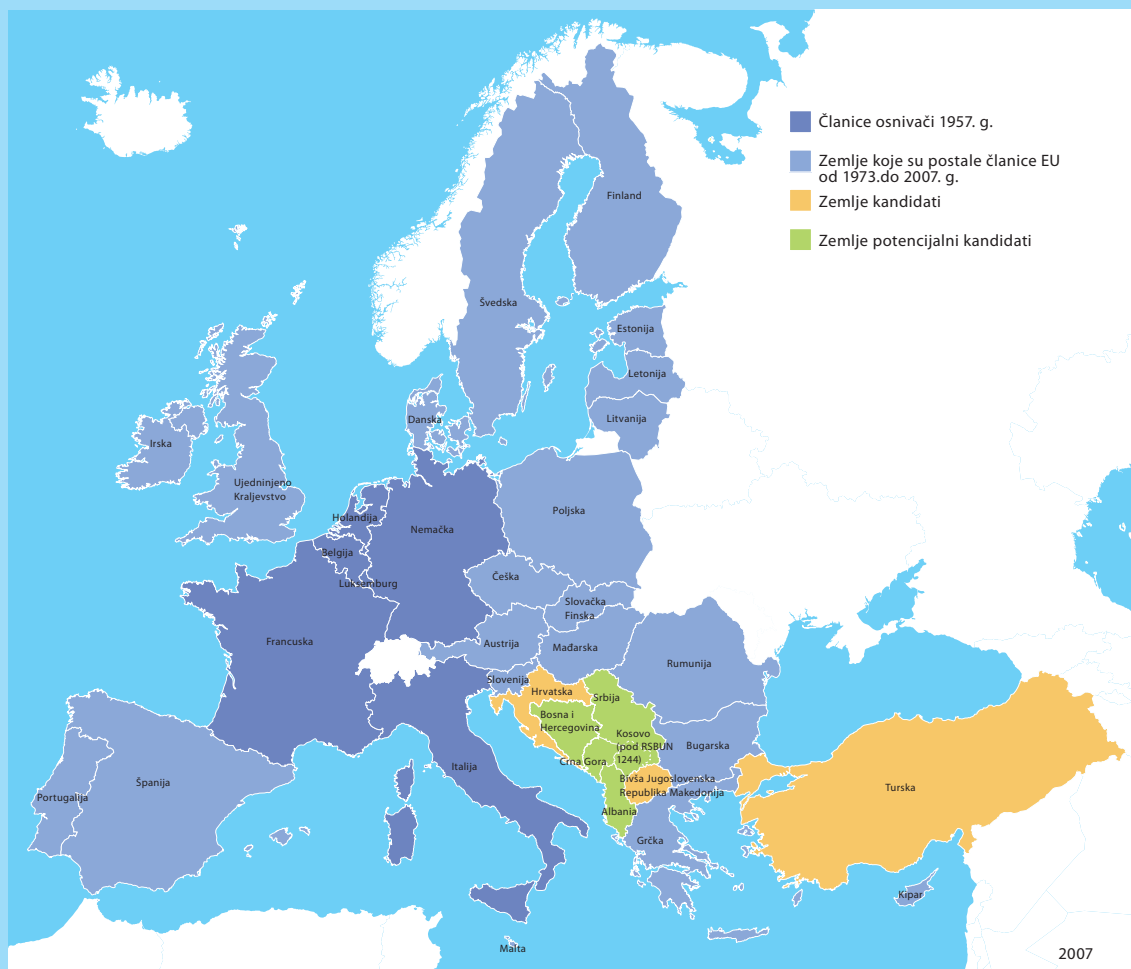 Članice osnivači 1957. g.
Zemlje koje su postale članice EU
od 1973.do 2007. g.
Zemlje kandidati
Zemlje potencijalni kandidati
Finland
Švedska
Estonija
Letonija
Litvanija
Danska
Irska
Ujedninjeno
Kraljevstvo
Holandija
Nemačka
Poljska
Belgija
Luksemburg
Češka
Slovačka
Finska
Francuska
Austrija
Mađarska
Rumunija
Slovenija
Hrvatska
Srbija
Bosna i
Hercegovina
Kosovo
(pod RSBUN
1244)
Bugarska
Crna Gora
Italija
Bivša Jugoslovenska
Republika Makedonija
Turska
Španija
Portugalija
Albania
Grčka
Kipar
Malta
2007